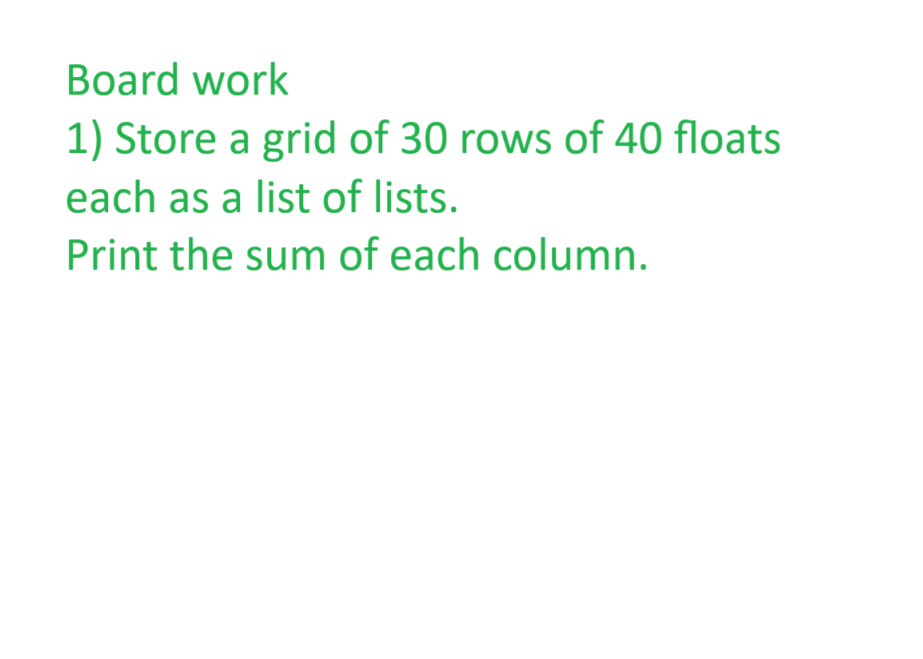 Board work
1) Store a grid of 30 rows of 40 floats
each as a list of lists.
Print the sum of each column.